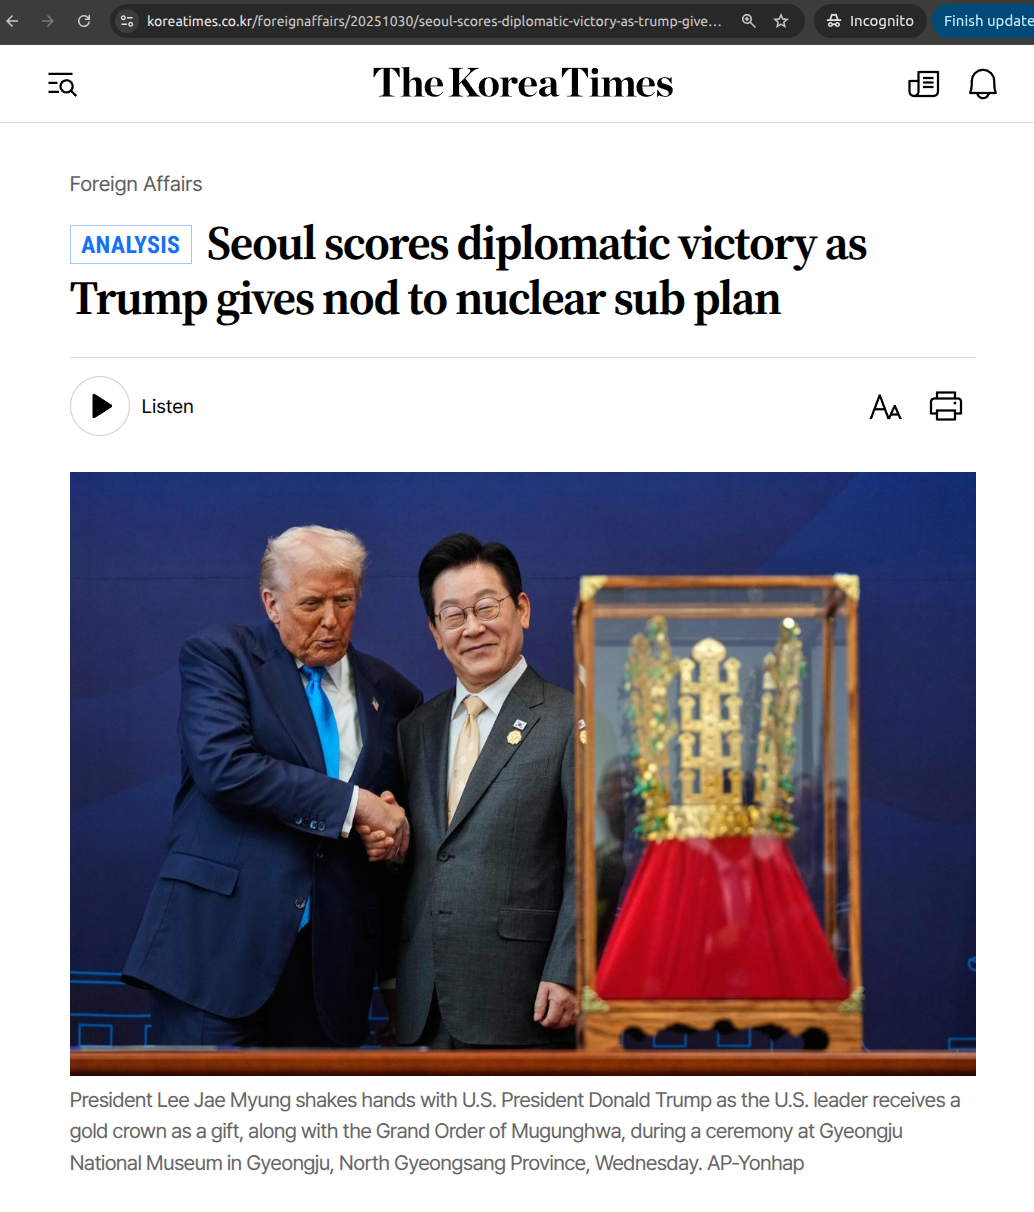 koreatimes.co.kr/foreignaffairs/20251030/seoul-scores-diplomatic-victory-as-trump-give...
Incognito
Finish update
The Korea Times
Foreign Affairs
ANALYSIS Seoul scores diplomatic victory as
Trump gives nod to nuclear sub plan
Listen
AA
President Lee Jae Myung shakes hands with U.S. President Donald Trump as the U.S. leader receives a
gold crown as a gift, along with the Grand Order of Mugunghwa, during a ceremony at Gyeongju
National Museum in Gyeongju, North Gyeongsang Province, Wednesday. AP-Yonhap